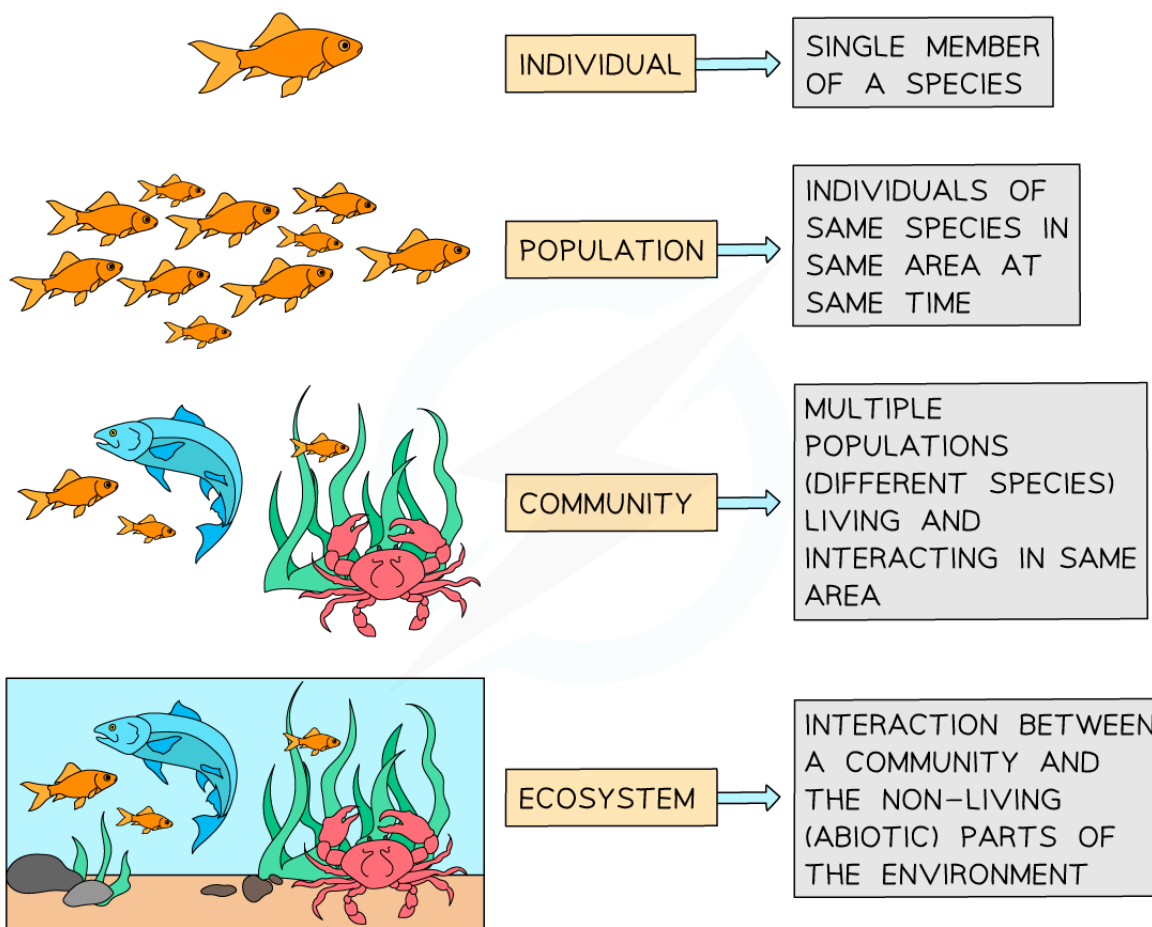 INDIVIDUAL
SINGLE MEMBER
OF A SPECIES
POPULATION
INDIVIDUALS OF
SAME SPECIES IN
SAME AREA AT
SAME TIME
COMMUNITY
MULTIPLE
POPULATIONS
(DIFFERENT SPECIES)
LIVING AND
INTERACTING IN SAME
AREA
ECOSYSTEM
INTERACTION BETWEEN
A COMMUNITY AND
THE NON-LIVING
(ABIOTIC) PARTS OF
THE ENVIRONMENT